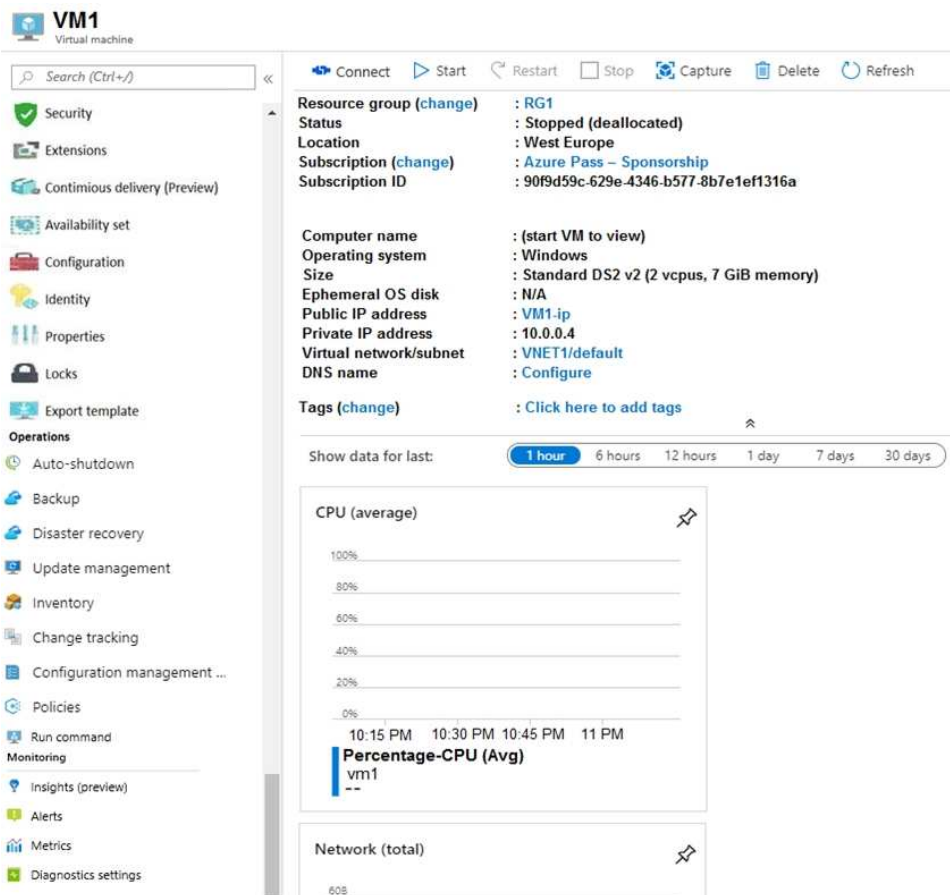 VM1
Virtual machine
Search (Ctrl+/)
«
Security
Extensions
Contimious delivery (Preview)
Availability set
Configuration
Identity
Properties
Locks
Export template
Operations
Auto-shutdown
Backup
Disaster recovery
Update management
Inventory
Change tracking
Configuration management ...
Policies
Run command
Monitoring
Insights (preview)
Alerts
Metrics
Diagnostics settings
Connect Start Restart Stop Capture Delete Refresh
Resource group (change) : RG1
Status : Stopped (deallocated)
Location : West Europe
Subscription (change) : Azure Pass – Sponsorship
Subscription ID : 90f9d59c-629e-4346-b577-8b7e1ef1316a
Computer name : (start VM to view)
Operating system : Windows
Size : Standard DS2 v2 (2 vcpus, 7 GiB memory)
Ephemeral OS disk : N/A
Public IP address : VM1-ip
Private IP address : 10.0.0.4
Virtual network/subnet : VNET1/default
DNS name : Configure
Tags (change) : Click here to add tags
Show data for last: 1 hour 6 hours 12 hours 1 day 7 days 30 days
CPU (average)
100%
80%
60%
40%
20%
0%
10:15 PM 10:30 PM 10:45 PM 11 PM
Percentage-CPU (Avg)
vm1
--
Network (total)
60B